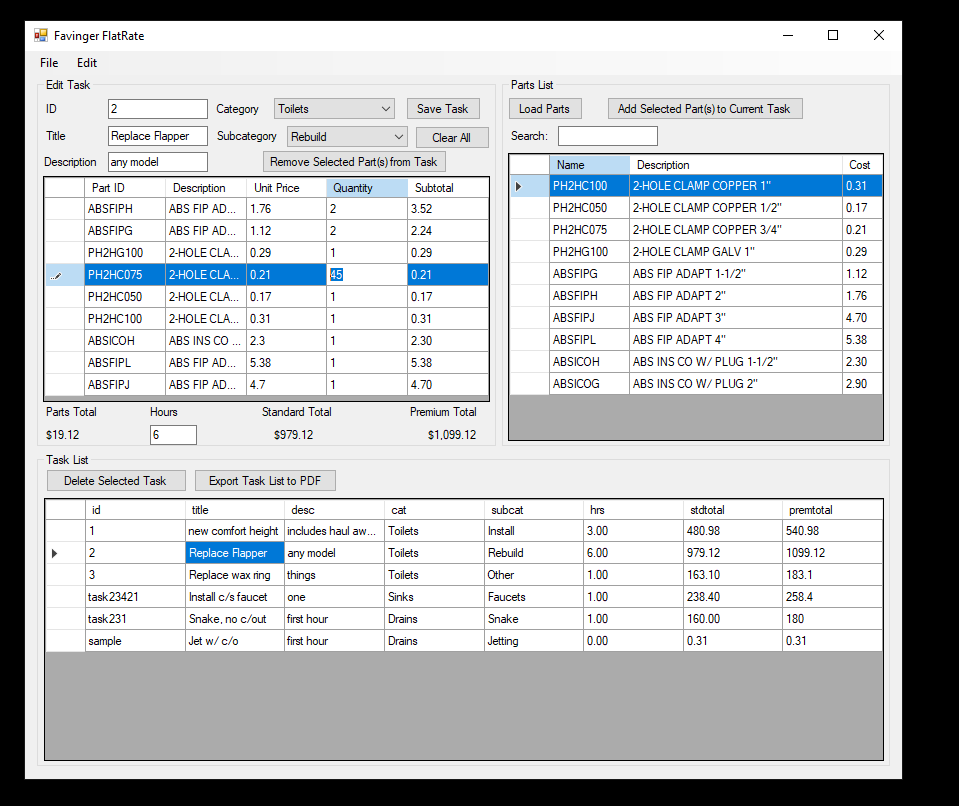 Favinger FlatRate
File Edit
Edit Task
ID 2 Category Toilets Save Task
Title Replace Flapper Subcategory Rebuild Clear All
Description any model Remove Selected Part(s) from Task
Part ID Description Unit Price Quantity Subtotal
ABSFIPH ABS FIP AD... 1.76 2 3.52
ABSFIPG ABS FIP AD... 1.12 2 2.24
PH2HG100 2-HOLE CLA... 0.29 1 0.29
PH2HC075 2-HOLE CLA... 0.21 45 0.21
PH2HC050 2-HOLE CLA... 0.17 1 0.17
PH2HC100 2-HOLE CLA... 0.31 1 0.31
ABSICOH ABS INS CO ... 2.3 1 2.30
ABSFIPL ABS FIP AD... 5.38 1 5.38
ABSFIPJ ABS FIP AD... 4.7 1 4.70
Parts Total Hours Standard Total Premium Total
$19.12 6 $979.12 $1,099.12
Parts List
Load Parts Add Selected Part(s) to Current Task
Search:
Name Description Cost
PH2HC100 2-HOLE CLAMP COPPER 1" 0.31
PH2HC050 2-HOLE CLAMP COPPER 1/2" 0.17
PH2HC075 2-HOLE CLAMP COPPER 3/4" 0.21
PH2HG100 2-HOLE CLAMP GALV 1" 0.29
ABSFIPG ABS FIP ADAPT 1-1/2" 1.12
ABSFIPH ABS FIP ADAPT 2" 1.76
ABSFIPJ ABS FIP ADAPT 3" 4.70
ABSFIPL ABS FIP ADAPT 4" 5.38
ABSICOH ABS INS CO W/ PLUG 1-1/2" 2.30
ABSICOG ABS INS CO W/ PLUG 2" 2.90
Task List
Delete Selected Task Export Task List to PDF
id title desc cat subcat hrs stdtotal premtotal
1 new comfort height includes haul aw... Toilets Install 3.00 480.98 540.98
2 Replace Flapper any model Toilets Rebuild 6.00 979.12 1099.12
3 Replace wax ring things Toilets Other 1.00 163.10 183.1
task23421 Install c/s faucet one Sinks Faucets 1.00 238.40 258.4
task231 Snake, no c/out first hour Drains Snake 1.00 160.00 180
sample Jet w/ c/o first hour Drains Jetting 0.00 0.31 0.31